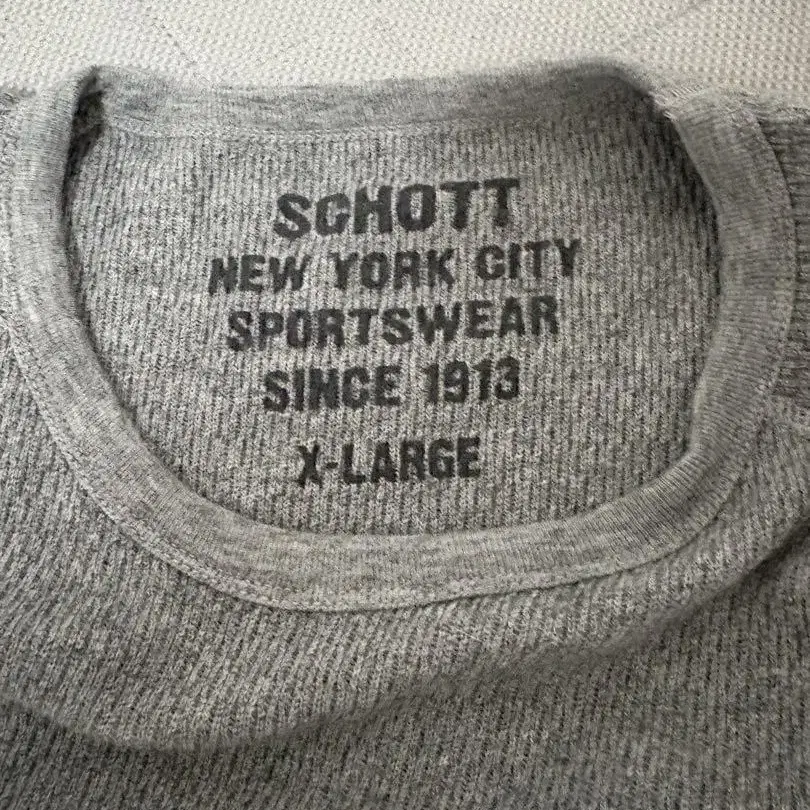 SCHOTT
NEW YORK CITY
SPORTSWEAR
SINCE 1913
X-LARGE